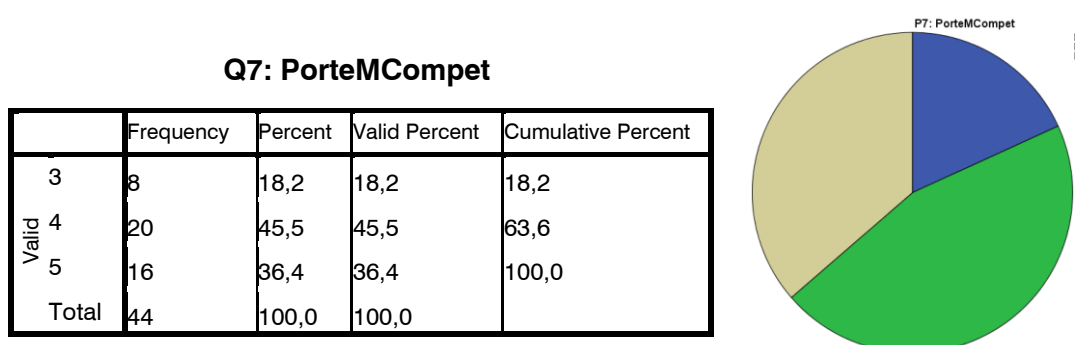 P7: PorteMCompet
Q7: PorteMCompet
Frequency Percent Valid Percent Cumulative Percent
Valid
3 8 18,2 18,2 18,2
4 20 45,5 45,5 63,6
5 16 36,4 36,4 100,0
Total 44 100,0 100,0